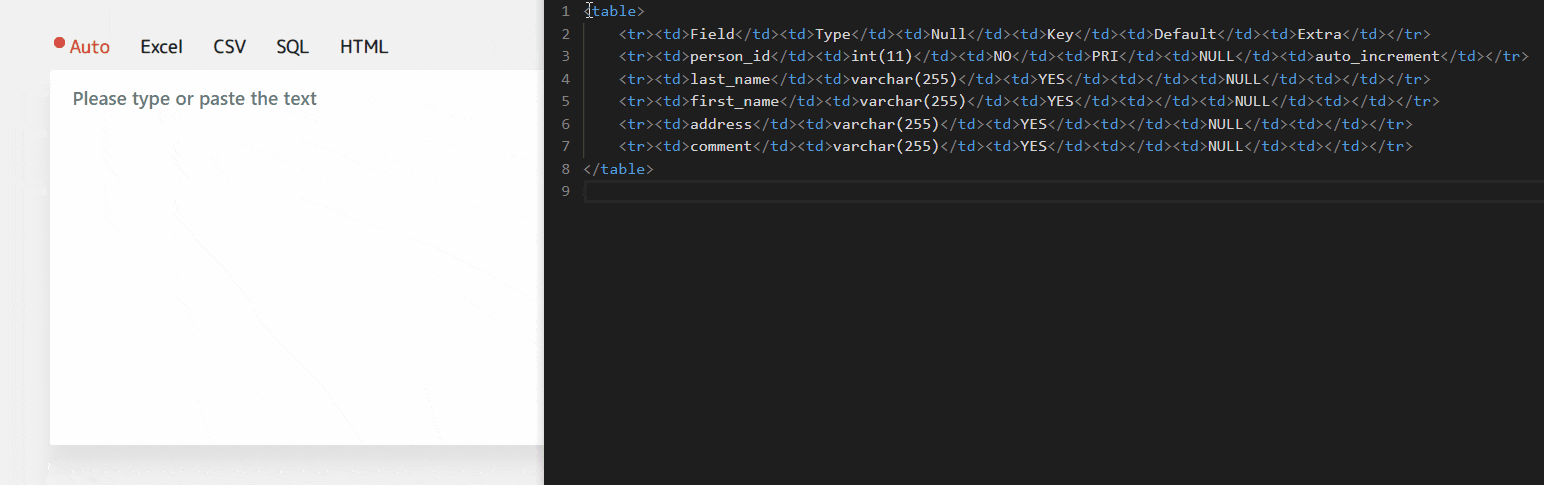 Auto Excel CSV SQL HTML
Please type or paste the text
1 <table>
2 <tr><td>Field</td><td>Type</td><td>Null</td><td>Key</td><td>Default</td><td>Extra</td></tr>
3 <tr><td>person_id</td><td>int(11)</td><td>NO</td><td>PRI</td><td>NULL</td><td>auto_increment</td></tr>
4 <tr><td>last_name</td><td>varchar(255)</td><td>YES</td><td></td><td>NULL</td><td></td></tr>
5 <tr><td>first_name</td><td>varchar(255)</td><td>YES</td><td></td><td>NULL</td><td></td></tr>
6 <tr><td>address</td><td>varchar(255)</td><td>YES</td><td></td><td>NULL</td><td></td></tr>
7 <tr><td>comment</td><td>varchar(255)</td><td>YES</td><td></td><td>NULL</td><td></td></tr>
8 </table>
9